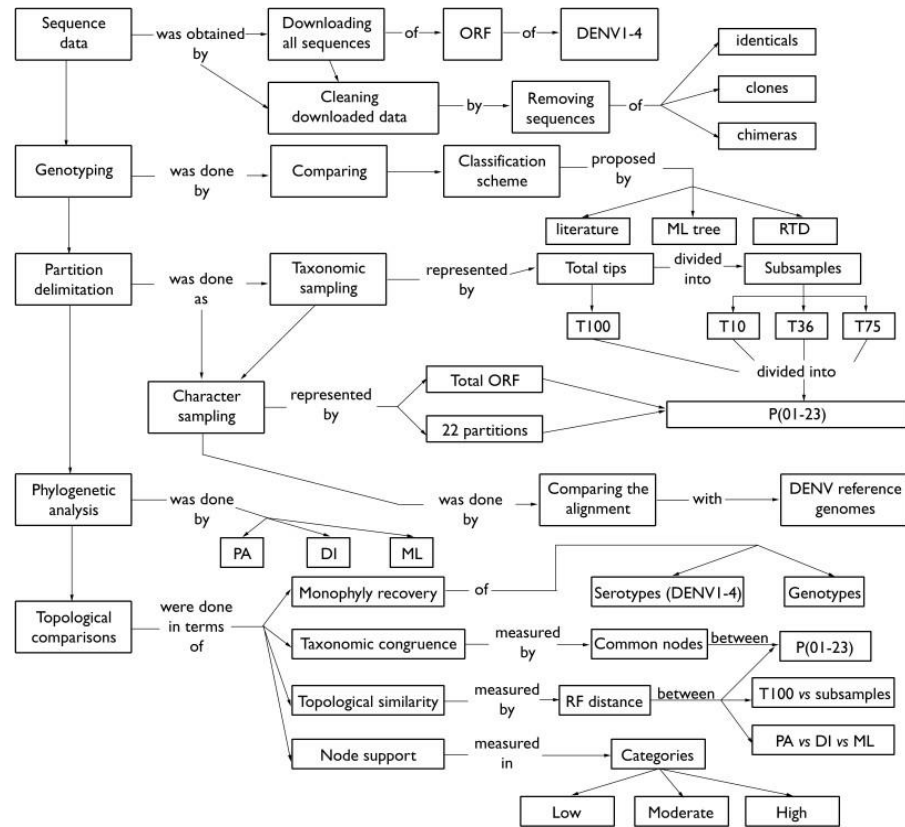 Sequence
data
was obtained
by
Downloading
all sequences
of
ORF
of
DENV1-4
identicals
Cleaning
downloaded data
by
Removing
sequences
of
clones
chimeras
Genotyping
was done
by
Comparing
Classification
scheme
proposed
by
literature
ML tree
RTD
Partition
delimitation
was done
as
Taxonomic
sampling
represented
by
Total tips
divided
into
Subsamples
T100
T10
T36
T75
divided into
Character
sampling
represented
by
Total ORF
22 partitions
P(01-23)
Phylogenetic
analysis
was done
by
PA
DI
ML
was done
by
Comparing the
alignment
with
DENV reference
genomes
Topological
comparisons
were done
in terms
of
Monophyly recovery
of
Serotypes (DENV1-4)
Genotypes
Taxonomic congruence
measured
by
Common nodes
between
P(01-23)
Topological similarity
measured
by
RF distance
between
T100 vs subsamples
PA vs DI vs ML
Node support
measured
in
Categories
Low
Moderate
High